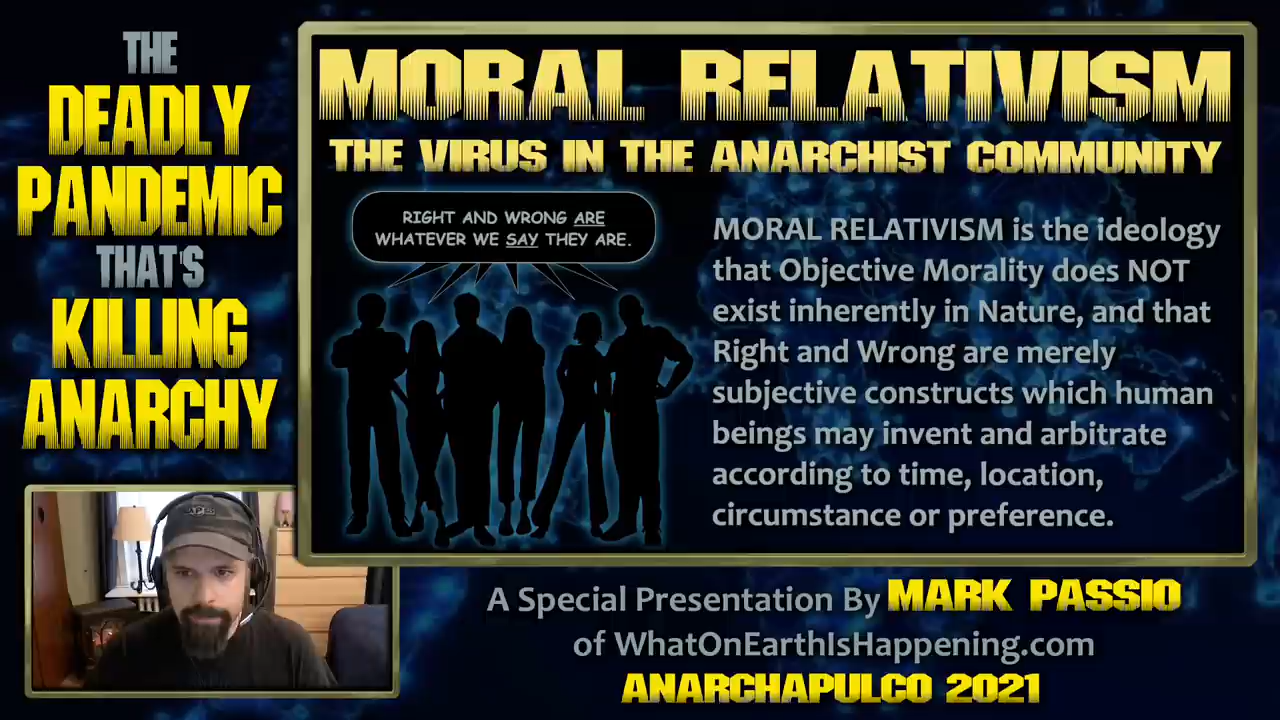 THE
DEADLY
PANDEMIC
THAT'S
KILLING
ANARCHY
MORAL RELATIVISM
THE VIRUS IN THE ANARCHIST COMMUNITY
RIGHT AND WRONG ARE
WHATEVER WE SAY THEY ARE.
MORAL RELATIVISM is the ideology
that Objective Morality does NOT
exist inherently in Nature, and that
Right and Wrong are merely
subjective constructs which human
beings may invent and arbitrate
according to time, location,
circumstance or preference.
A Special Presentation By MARK PASSIO
of WhatOnEarthIsHappening.com
ANARCHAPULCO 2021